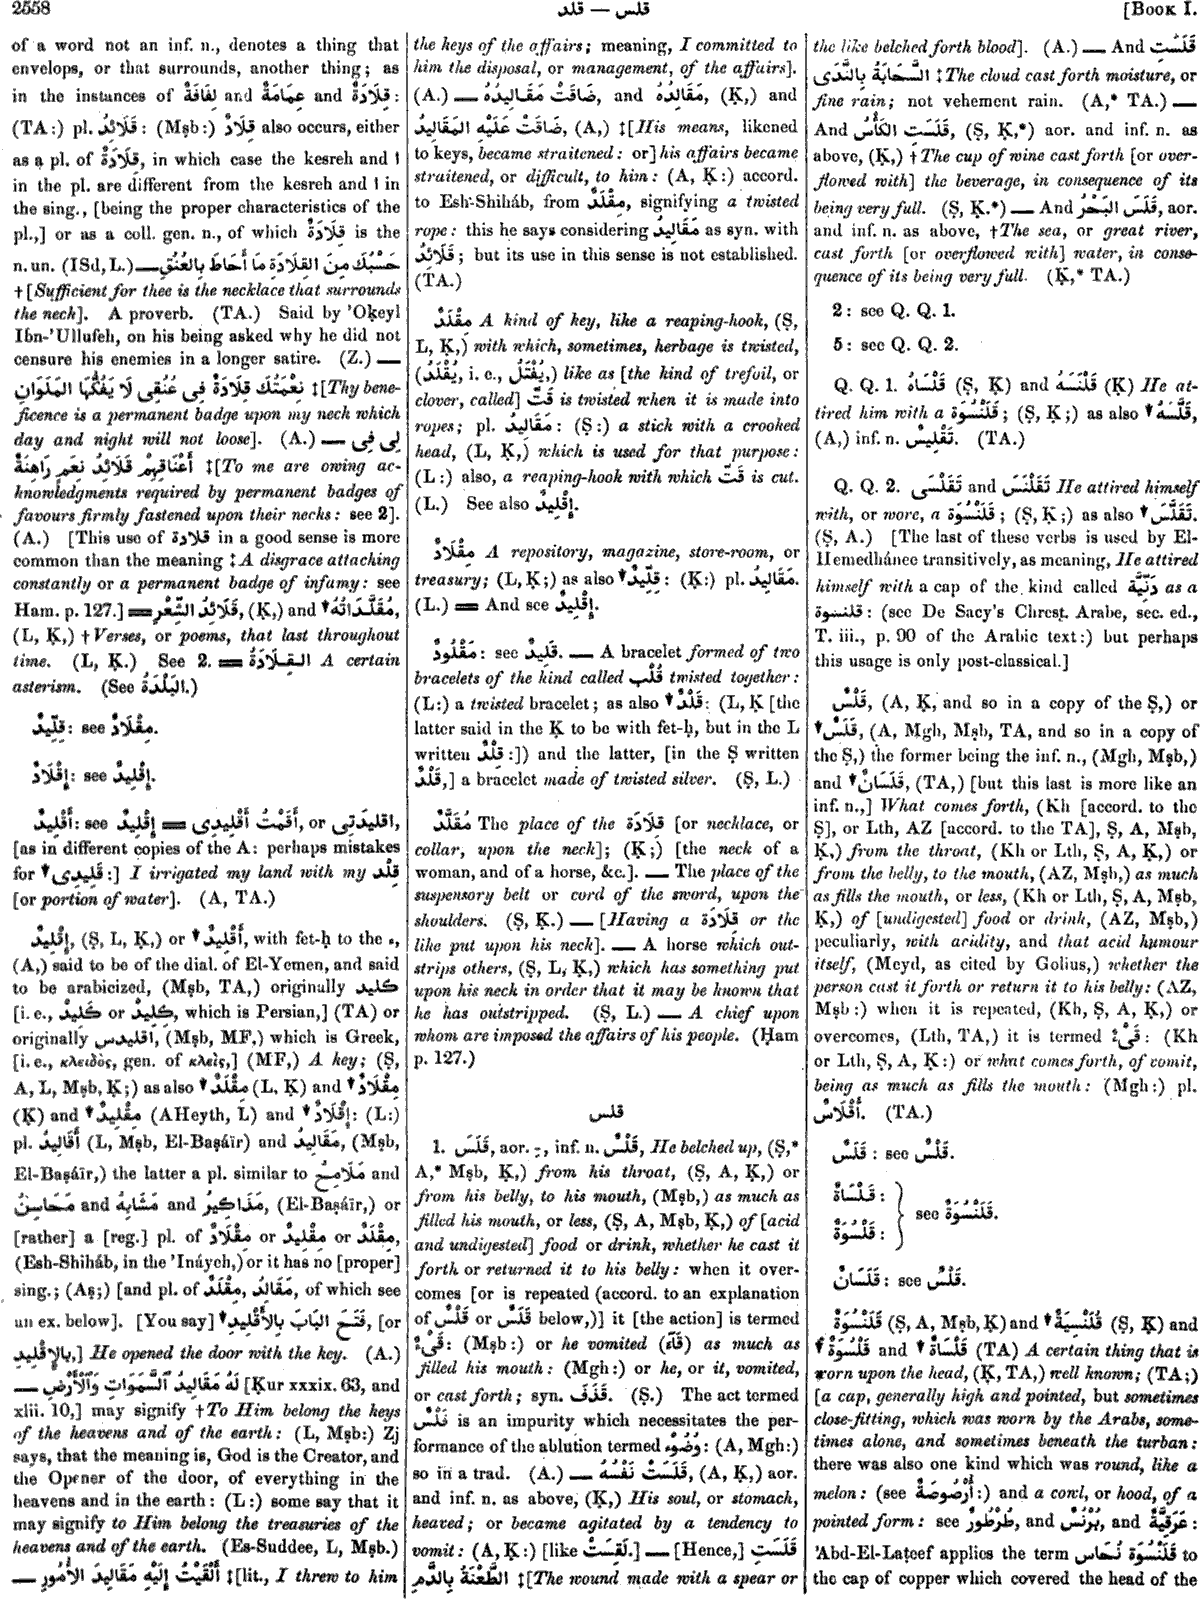 2558
قلد — قلس
[BOOK I.
of a word not an inf. n., denotes a thing that
envelops, or that surrounds, another thing; as
in the instances of لِفَافَةٌ and عِمَامَةٌ and قِلَادَةٌ:
(TA:) pl. قَلَائِدُ: (Mṣb:) قِلَادٌ also occurs, either
as a pl. of قِلَادَةٌ, in which case the kesreh and ا
in the pl. are different from the kesreh and ا in
the sing., [being the proper characteristics of the
pl.,] or as a coll. gen. n., of which قِلَادَةٌ is the
n. un. (ISd, L.) — حَسْبُكَ مِنَ القِلَادَةِ مَا أَحَاطَ بِالعُنُقِ
† [Sufficient for thee is the necklace that surrounds
the neck]. A proverb. (TA.) Said by 'Oḳeyl
Ibn-'Ullufeh, on his being asked why he did not
censure his enemies in a longer satire. (Z.) —
نِعْمَتُكَ قِلَادَةٌ فِى عُنُقِى لَا يَفُكُّهَا المَلَوَانِ ‡[Thy bene-
ficence is a permanent badge upon my neck which
day and night will not loose]. (A.) — لِى فِى
أَعْنَاقِهِمْ قَلَائِدُ نِعَمٍ رَاهِنَةٌ ‡[To me are owing ac-
knowledgments required by permanent badges of
favours firmly fastened upon their necks: see 2].
(A.) [This use of قلادة in a good sense is more
common than the meaning ‡A disgrace attaching
constantly or a permanent badge of infamy: see
Ham. p. 127.] = قَلَائِدُ الشِّعْرِ, (Ḳ,) and ▾مُقَلَّدَاتُهُ,
(L, Ḳ,) † Verses, or poems, that last throughout
time. (L, Ḳ.) See 2. = القِلَادَةُ A certain
asterism. (See البَلْدَةُ.)
قِلِّيدٌ: see مِقْلَادٌ.
إِقْلَادٌ: see إِقْلِيدٌ.
أَقْلِيدٌ: see إِقْلِيدٌ = أَقَمْتُ أَقْلِيدِى, or اقليدَتِى,
[as in different copies of the A: perhaps mistakes
for ▾قَلِيدِى:] I irrigated my land with my قِلْد
[or portion of water]. (A, TA.)
إِقْلِيدٌ, (Ṣ, L, Ḳ,) or ▾أَقْلِيدٌ, with fet-ḥ to the ء,
(A,) said to be of the dial. of El-Yemen, and said
to be arabicized, (Mṣb, TA,) originally كليد
[i. e., كَلِيدْ or كِلِيدْ, which is Persian,] (TA) or
originally اقليدس, (Mṣb, MF,) which is Greek,
[i. e., κλειδὸς, gen. of κλεὶς,] (MF,) A key; (Ṣ,
A, L, Mṣb, Ḳ;) as also ▾مِقْلَدٌ (L, Ḳ) and ▾مِقْلَادٌ
(Ḳ) and ▾مِقْلِيدٌ (AHeyth, L) and ▾إِقْلَادٌ: (L:)
pl. أَقَالِيدُ (L, Mṣb, El-Baṣáïr) and مَقَالِيدُ, (Mṣb,
El-Baṣáïr,) the latter a pl. similar to مَلَامِحُ and
مَحَاسِنُ and مَشَابِهُ and مَذَاكِيرُ, (El-Baṣáïr,) or
[rather] a [reg.] pl. of مِقْلَادٌ or مِقْلِيدٌ or مِقْلَدٌ,
(Esh-Shiháb, in the 'Ináyeh,) or it has no [proper]
sing.; (Aṣ;) [and pl. of مِقْلَدٌ, مَقَالِدُ, of which see
an ex. below]. [You say] فَتَحَ البَابَ بِالأَقْلِيدِ▾, [or
بِالإِقْلِيدِ,] He opened the door with the key. (A.)
— لَهُ مَقَالِيدُ السَّمَوَاتِ وَالأَرْضِ [Ḳur xxxix. 63, and
xlii. 10,] may signify †To Him belong the keys
of the heavens and of the earth: (L, Mṣb:) Zj
says, that the meaning is, God is the Creator, and
the Opener of the door, of everything in the
heavens and in the earth: (L:) some say that it
may signify to Him belong the treasuries of the
heavens and of the earth. (Es-Suddee, L, Mṣb.)
— أَلْقَيْتُ إِلَيْهِ مَقَالِيدَ الأُمُورِ ‡[lit., I threw to him
the keys of the affairs; meaning, I committed to
him the disposal, or management, of the affairs].
(A.) — ضَاقَتْ مَقَالِيدُهُ, and مَقَالِدُهُ, (Ḳ,) and
ضَاقَتْ عَلَيْهِ المَقَالِيدُ, (A,) ‡[His means, likened
to keys, became straitened: or] his affairs became
straitened, or difficult, to him: (A, Ḳ:) accord.
to Esh-Shiháb, from مِقْلَدٌ, signifying a twisted
rope: this he says considering مَقَالِيدُ as syn. with
قَلَائِدُ; but its use in this sense is not established.
(TA.)
مِقْلَدٌ A kind of key, like a reaping-hook, (Ṣ,
L, Ḳ,) with which, sometimes, herbage is twisted,
(يُقْلَدُ, i. e., يُفْتَلُ,) like as [the kind of trefoil, or
clover, called] قَتّ is twisted when it is made into
ropes; pl. مَقَالِيدُ: (Ṣ:) a stick with a crooked
head, (L, Ḳ,) which is used for that purpose:
(L:) also, a reaping-hook with which قَتّ is cut.
(L.) See also إِقْلِيدٌ.
مِقْلَادٌ A repository, magazine, store-room, or
treasury; (L, Ḳ;) as also ▾قِلِّيدٌ: (Ḳ:) pl. مَقَالِيدُ.
(L.) = And see إِقْلِيدٌ.
مَقْلُودٌ: see قَلِيدٌ. — A bracelet formed of two
bracelets of the kind called قُلْب twisted together:
(L:) a twisted bracelet; as also ▾قَلْدٌ: (L, Ḳ [the
latter said in the Ḳ to be with fet-ḥ, but in the L
written قِلْدٌ:]) and the latter, [in the Ṣ written
قَلْدٌ,] a bracelet made of twisted silver. (Ṣ, L.)
مُقَلَّدٌ The place of the قِلَادَة [or necklace, or
collar, upon the neck]; (Ḳ;) [the neck of a
woman, and of a horse, &c.]. — The place of the
suspensory belt or cord of the sword, upon the
shoulders. (Ṣ, Ḳ.) — [Having a قِلَادَة or the
like put upon his neck]. — A horse which out-
strips others, (Ṣ, L, Ḳ,) which has something put
upon his neck in order that it may be known that
he has outstripped. (Ṣ, L.) — A chief upon
whom are imposed the affairs of his people. (Ḥam
p. 127.)
قلس
1. قَلَسَ, aor. ـِ, inf. n. قَلْسٌ, He belched up, (Ṣ,*
A,* Mṣb, Ḳ,) from his throat, (Ṣ, A, Ḳ,) or
from his belly, to his mouth, (Mṣb,) as much as
filled his mouth, or less, (Ṣ, A, Mṣb, Ḳ,) of [acid
and undigested] food or drink, whether he cast it
forth or returned it to his belly: when it over-
comes [or is repeated (accord. to an explanation
of قَلْسٌ or قَلَسٌ below,)] it [the action] is termed
قَىْءٌ: (Mṣb:) or he vomited (قَآءَ) as much as
filled his mouth: (Mgh:) or he, or it, vomited,
or cast forth; syn. قَذَفَ. (Ṣ.) The act termed
قَلْسٌ is an impurity which necessitates the per-
formance of the ablution termed وُضُوْء: (A, Mgh:)
so in a trad. (A.) — قَلَسَتْ نَفْسُهُ, (A, Ḳ,) aor.
and inf. n. as above, (Ḳ,) His soul, or stomach,
heaved; or became agitated by a tendency to
vomit: (A, Ḳ:) [like لَقِسَتْ.] — [Hence,] قَلَسَتِ
الطَّعْنَةُ بِالدَّمِ ‡[The wound made with a spear or
the like belched forth blood]. (A.) — And قَلَسَتِ
السَّحَابَةُ بِالنَّدَى ‡The cloud cast forth moisture, or
fine rain; not vehement rain. (A,* TA.) —
And قَلَسَتِ الكَأْسُ, (Ṣ, Ḳ,*) aor. and inf. n. as
above, (Ḳ,) † The cup of wine cast forth [or over-
flowed with] the beverage, in consequence of its
being very full. (Ṣ, Ḳ.*) — And قَلَسَ البَحْرُ, aor.
and inf. n. as above, †The sea, or great river,
cast forth [or overflowed with] water, in conse-
quence of its being very full. (Ḳ,* TA.)
2: see Q. Q. 1.
5: see Q. Q. 2.
Q. Q. 1. قَلْسَاهُ (Ṣ, Ḳ) and قَلْنَسَهُ (Ḳ) He at-
tired him with a قَلَنْسُوَة; (Ṣ, Ḳ;) as also ▾قَلَّسَهُ,
(A,) inf. n. تَقْلِيسٌ. (TA.)
Q. Q. 2. تَقَلْسَى and تَقَلْنَسَ He attired himself
with, or wore, a قَلَنْسُوَة; (Ṣ, Ḳ;) as also ▾تَقَلَّسَ.
(Ṣ, A.) [The last of these verbs is used by El-
Hemedhánee transitively, as meaning, He attired
himself with a cap of the kind called دَنِّيَّة as a
قلنسوة: (see De Sacy's Chrest. Arabe, sec. ed.,
T. iii., p. 90 of the Arabic text:) but perhaps
this usage is only post-classical.]
قَلْسٌ, (A, Ḳ, and so in a copy of the Ṣ,) or
▾قَلَسٌ, (A, Mgh, Mṣb, TA, and so in a copy of
the Ṣ,) the former being the inf. n., (Mgh, Mṣb,)
and ▾قَلَسَانٌ, (TA,) [but this last is more like an
inf. n.,] What comes forth, (Kh [accord. to the
Ṣ], or Lth, AZ [accord. to the TA], Ṣ, A, Mṣb,
Ḳ,) from the throat, (Kh or Lth, Ṣ, A, Ḳ,) or
from the belly, to the mouth, (AZ, Mṣb,) as much
as fills the mouth, or less, (Kh or Lth, Ṣ, A, Mṣb,
Ḳ,) of [undigested] food or drink, (AZ, Mṣb,)
peculiarly, with acidity, and that acid humour
itself, (Meyd, as cited by Golius,) whether the
person cast it forth or return it to his belly: (AZ,
Mṣb:) when it is repeated, (Kh, Ṣ, A, Ḳ,) or
overcomes, (Lth, TA,) it is termed قَىْءٌ: (Kh
or Lth, Ṣ, A, Ḳ:) or what comes forth, of vomit,
being as much as fills the mouth: (Mgh:) pl.
أَقْلَاسٌ. (TA.)
قَلَسٌ: see قَلْسٌ.
قَلْسَاةٌ:
قَلْسُوَةٌ: } see قَلَنْسُوَةٌ.
قَلَسَانٌ: see قَلْسٌ.
قَلَنْسُوَةٌ (Ṣ, A, Mṣb, Ḳ) and ▾قُلَنْسِيَةٌ (Ṣ, Ḳ) and
▾قَلْسُوَةٌ and ▾قَلْسَاةٌ (TA) A certain thing that is
worn upon the head, (Ḳ, TA,) well known; (TA;)
[a cap, generally high and pointed, but sometimes
close-fitting, which was worn by the Arabs, some-
times alone, and sometimes beneath the turban:
there was also one kind which was round, like a
melon: (see أُرْصُوصَةٌ:) and a cowl, or hood, of a
pointed form: see طُرْطُورٌ, and بُرْنُسٌ, and عَرَقِيَّةٌ:
'Abd-El-Laṭeef applies the term قَلَنْسُوَة نُحَاس to
the cap of copper which covered the head of the